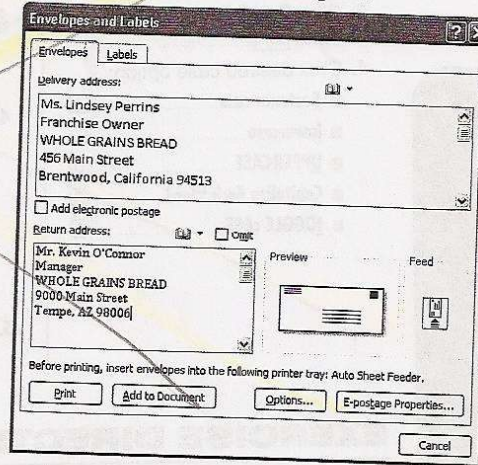 Envelopes and Labels
Envelopes Labels
Delivery address:
Ms. Lindsey Perrins
Franchise Owner
WHOLE GRAINS BREAD
456 Main Street
Brentwood, California 94513
Add electronic postage
Return address: Omit
Mr. Kevin O'Connor
Manager
WHOLE GRAINS BREAD
9000 Main Street
Tempe, AZ 98006
Preview
Feed
Before printing, insert envelopes into the following printer tray: Auto Sheet Feeder.
Print Add to Document Options... E-postage Properties...
Cancel